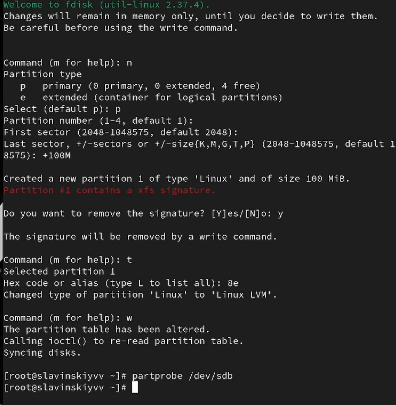 Welcome to fdisk (util-linux 2.37.4).
Changes will remain in memory only, until you decide to write them.
Be careful before using the write command.
Command (m for help): n
Partition type
p primary (0 primary, 0 extended, 4 free)
e extended (container for logical partitions)
Select (default p): p
Partition number (1-4, default 1):
First sector (2048-1048575, default 2048):
Last sector, +/-sectors or +/-size{K,M,G,T,P} (2048-1048575, default 1
8575): +100M
Created a new partition 1 of type 'Linux' and of size 100 MiB.
Partition #1 contains a xfs signature.
Do you want to remove the signature? [Y]es/[N]o: y
The signature will be removed by a write command.
Command (m for help): t
Selected partition 1
Hex code or alias (type L to list all): 8e
Changed type of partition 'Linux' to 'Linux LVM'.
Command (m for help): w
The partition table has been altered.
Calling ioctl() to re-read partition table.
Syncing disks.
[root@slavinskiyvv ~]# partprobe /dev/sdb
[root@slavinskiyvv ~]#